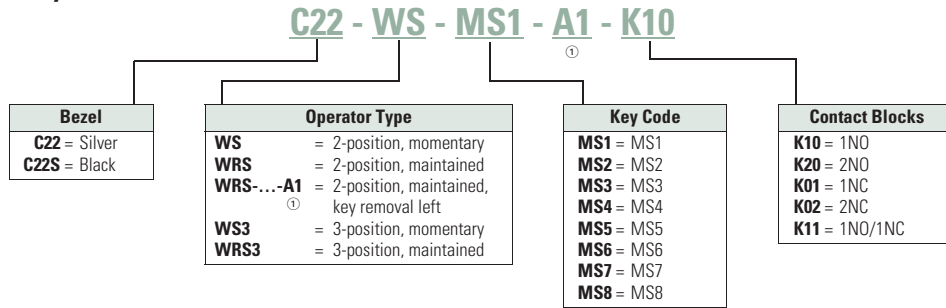 C22 - WS - MS1 - A1 - K10
①
Bezel
C22 = Silver
C22S = Black
Operator Type
WS = 2-position, momentary
WRS = 2-position, maintained
WRS-...-A1 = 2-position, maintained,
① key removal left
WS3 = 3-position, momentary
WRS3 = 3-position, maintained
Key Code
MS1 = MS1
MS2 = MS2
MS3 = MS3
MS4 = MS4
MS5 = MS5
MS6 = MS6
MS7 = MS7
MS8 = MS8
Contact Blocks
K10 = 1NO
K20 = 2NO
K01 = 1NC
K02 = 2NC
K11 = 1NO/1NC